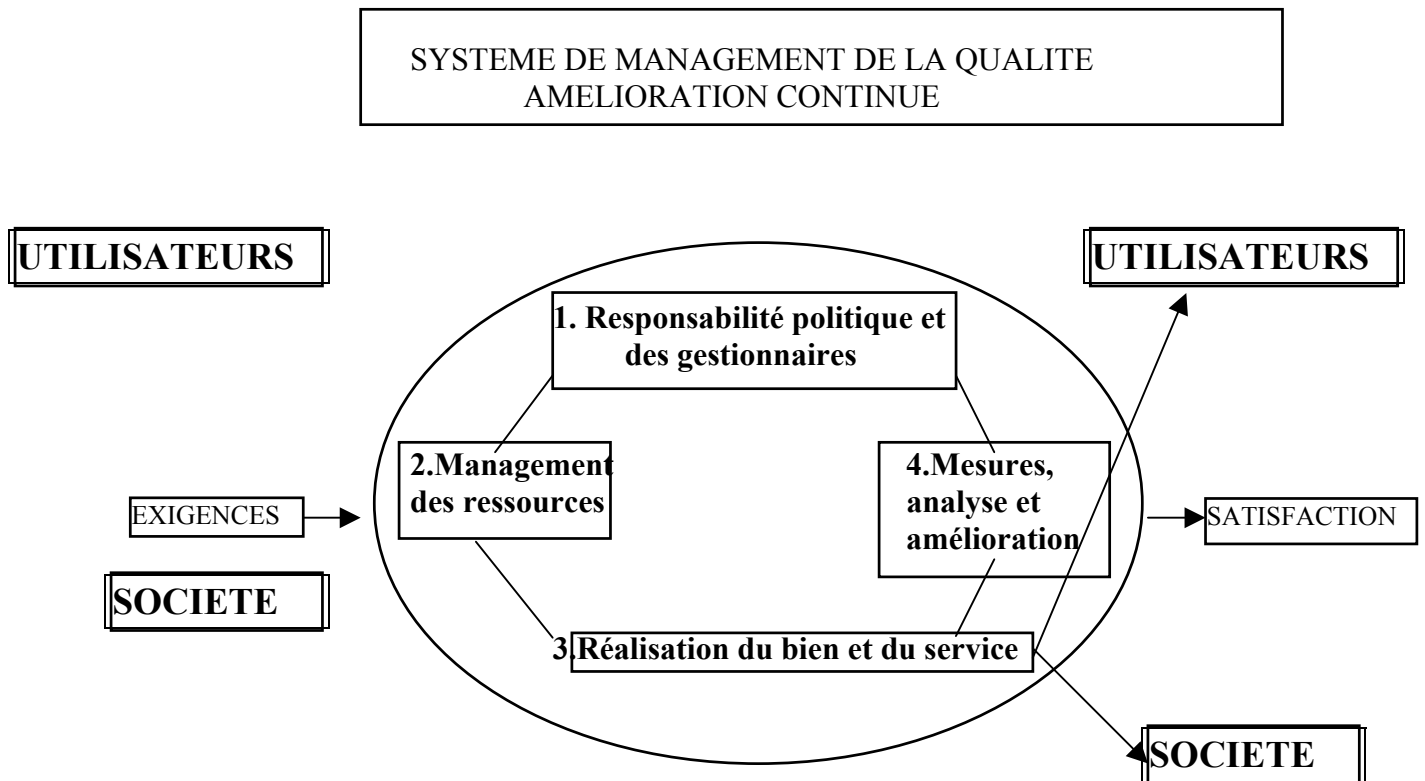 SYSTEME DE MANAGEMENT DE LA QUALITE
AMELIORATION CONTINUE
UTILISATEURS
UTILISATEURS
1. Responsabilité politique et
des gestionnaires
2.Management
des ressources
4.Mesures,
analyse et
amélioration
EXIGENCES
SATISFACTION
SOCIETE
3.Réalisation du bien et du service
SOCIETE